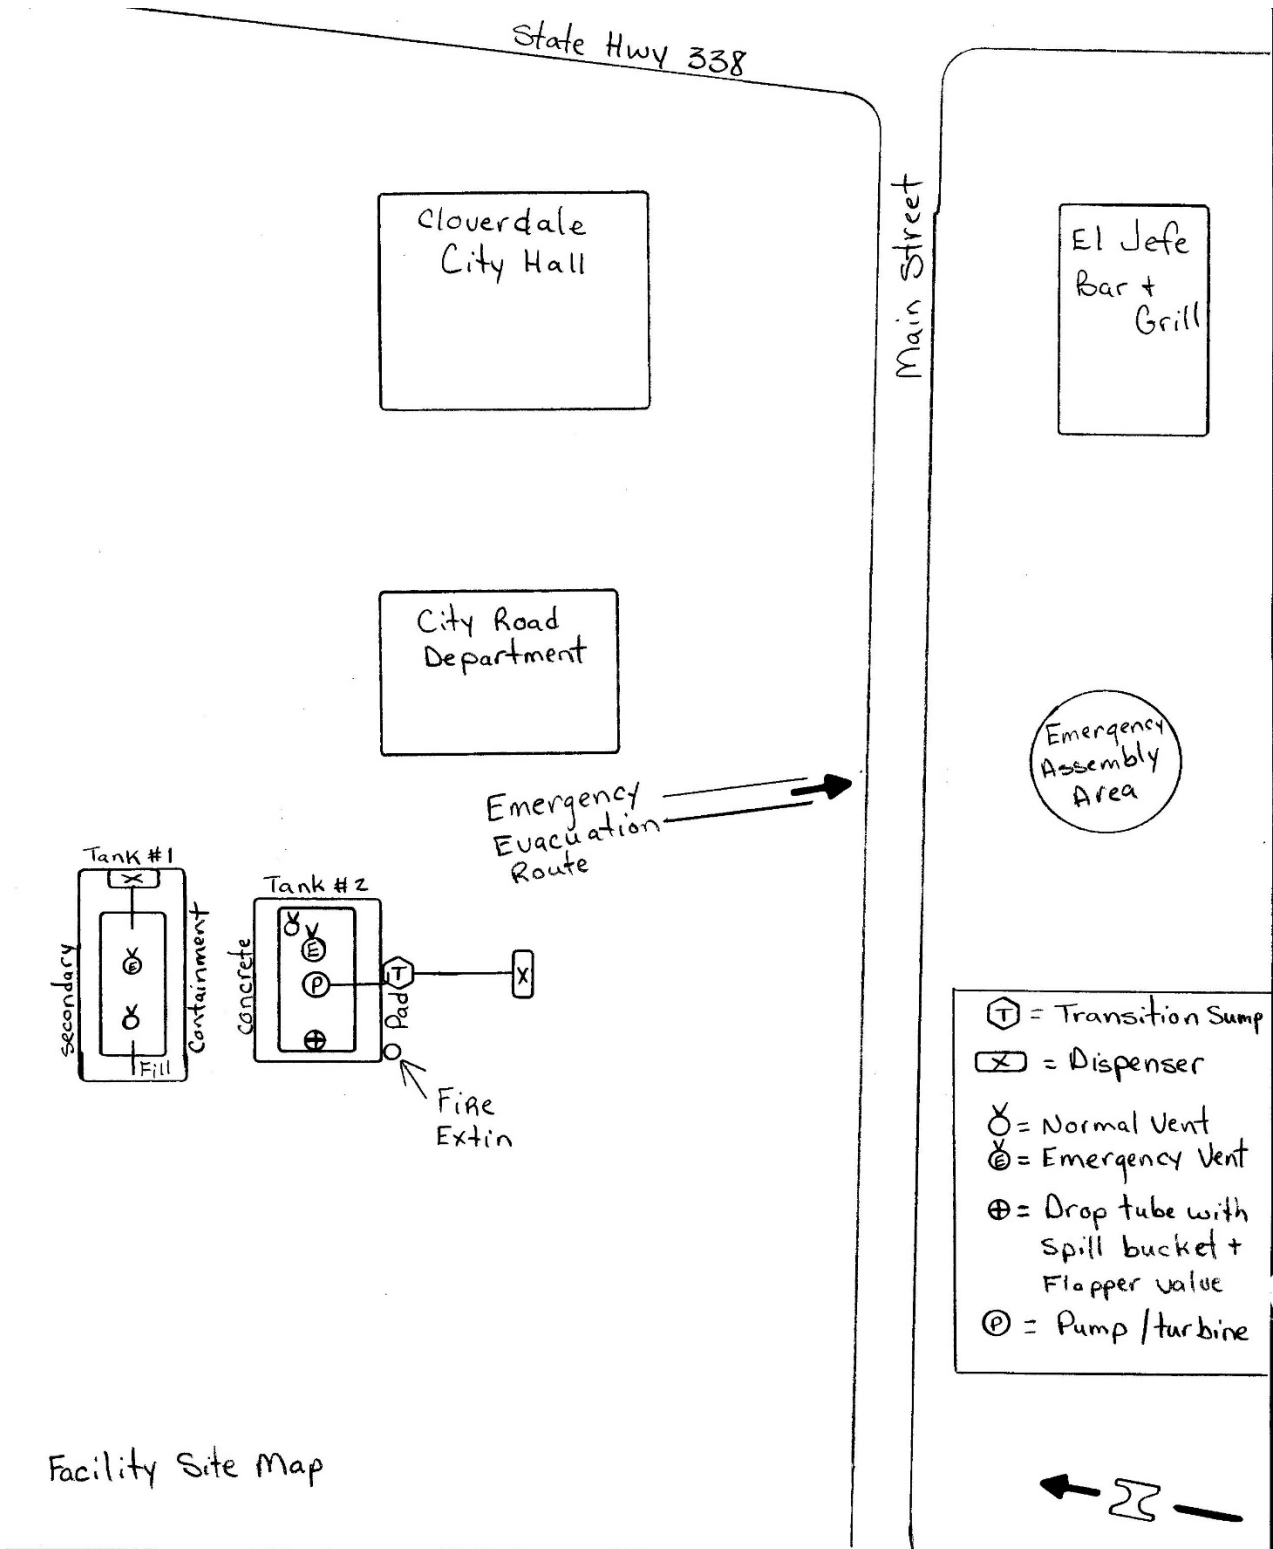 State Hwy 338
Cloverdale
City Hall
Main Street
El Jefe
Bar +
Grill
City Road
Department
Emergency
Assembly
Area
Emergency
Evacuation
Route
Tank #1
X
secondary
containment
E
Fill
Tank #2
concrete
Pad
E
P
T
X
Fire
Extin
T = Transition Sump
X = Dispenser
= Normal Vent
E = Emergency Vent
= Drop tube with
Spill bucket +
Flapper value
P = Pump / turbine
Facility Site Map
N